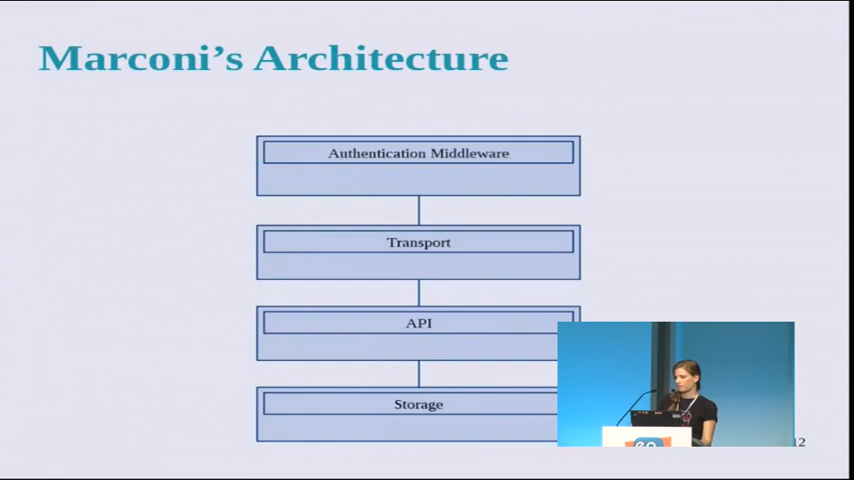 Marconi's Architecture
Authentication Middleware
Transport
API
Storage
12